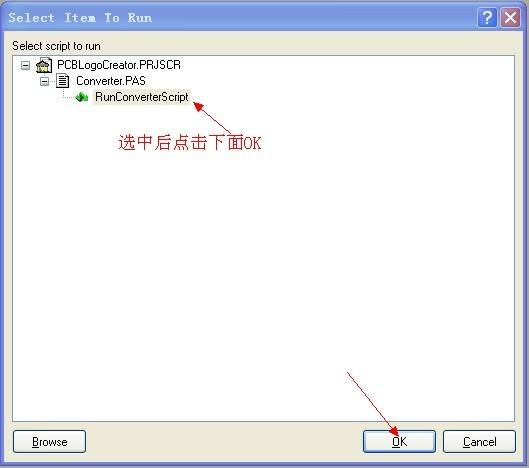 Select Item To Run
Select script to run
PCBLogoCreator.PRJSCR
Converter.PAS
RunConverterScript
选中后点击下面OK
Browse
OK
Cancel